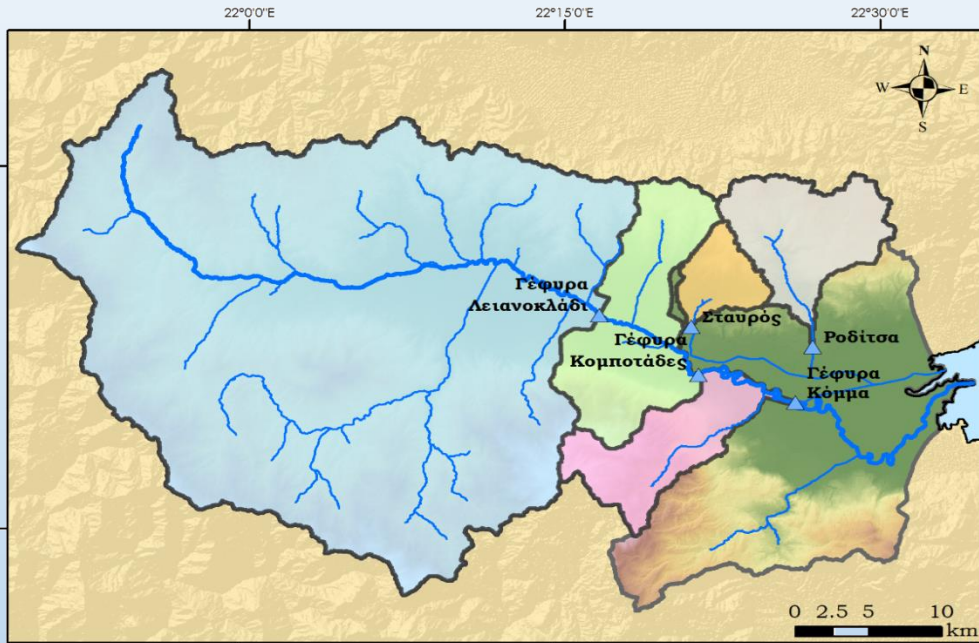 22°0'0"E
22°15'0"E
22°30'0"E
N
W
E
S
Γέφυρα
Λειανοκλάδι
Σταυρός
Γέφυρα
Κομποτάδες
Ροδίτσα
Γέφυρα
Κόμμα
0 2.5 5 10
km